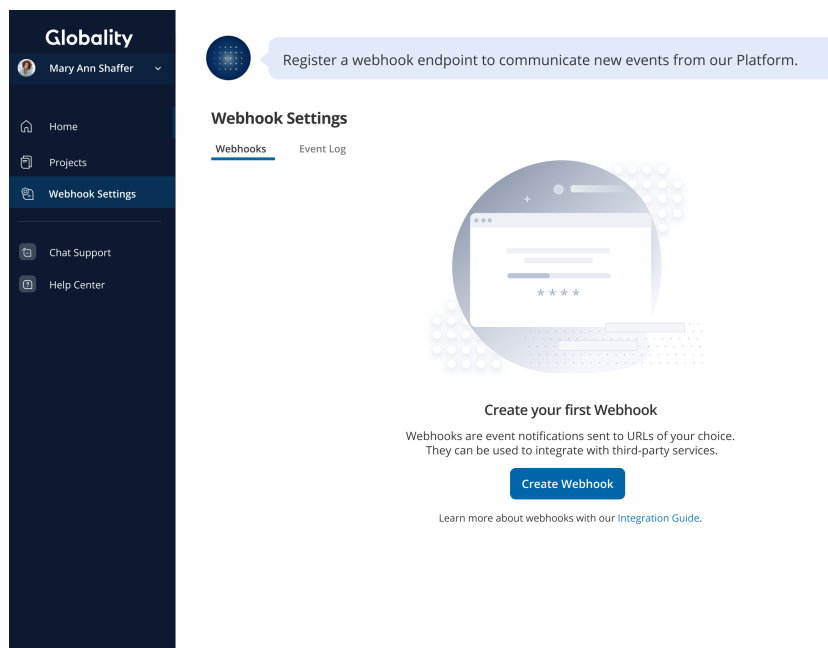 Globality
Mary Ann Shaffer
Home
Projects
Webhook Settings
Chat Support
Help Center
Register a webhook endpoint to communicate new events from our Platform.
Webhook Settings
Webhooks
Event Log
* * * *
Create your first Webhook
Webhooks are event notifications sent to URLs of your choice.
They can be used to integrate with third-party services.
Create Webhook
Learn more about webhooks with our Integration Guide.